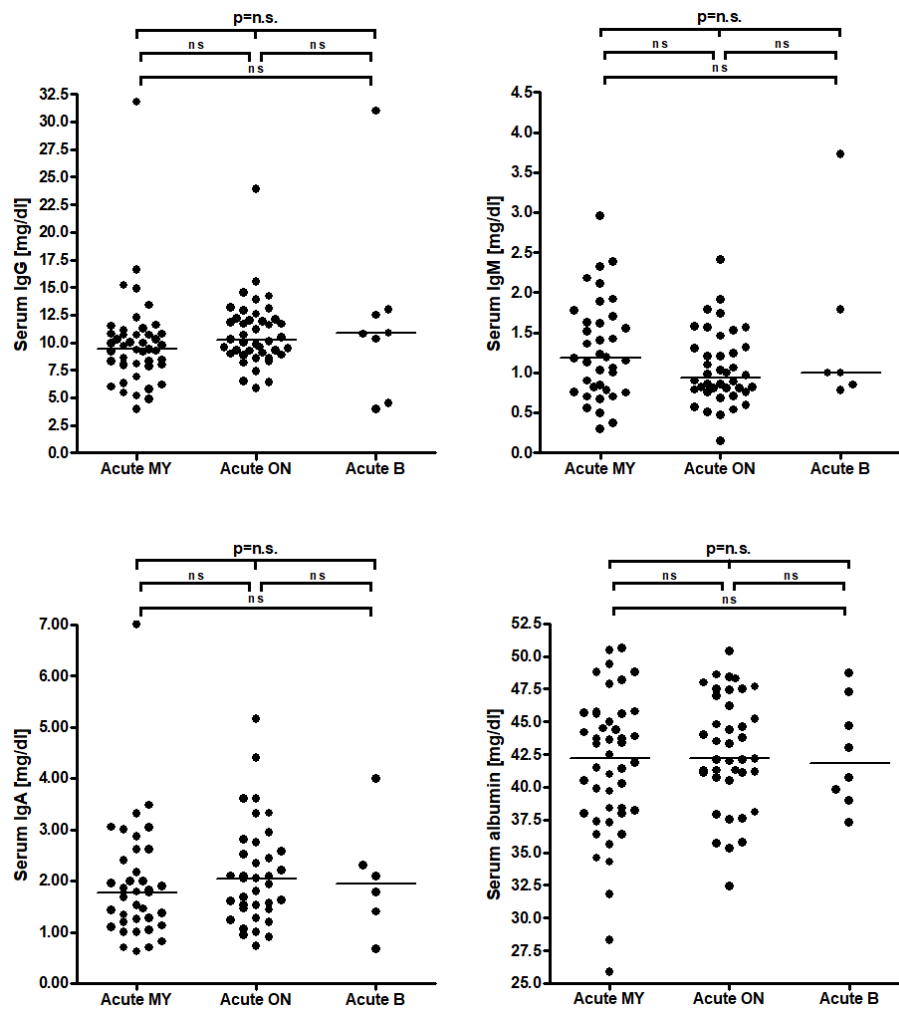 p=n.s.
n s
n s
n s
Serum IgG [mg/dl]
32.5
30.0
27.5
25.0
22.5
20.0
17.5
15.0
12.5
10.0
7.5
5.0
2.5
0.0
Acute MY
Acute ON
Acute B
p=n.s.
ns
ns
ns
Serum IgM [mg/dl]
4.5
4.0
3.5
3.0
2.5
2.0
1.5
1.0
0.5
0.0
Acute MY
Acute ON
Acute B
p=n.s.
n s
n s
n s
Serum IgA [mg/dl]
7.00
6.00
5.00
4.00
3.00
2.00
1.00
0.00
Acute MY
Acute ON
Acute B
p=n.s.
ns
ns
ns
Serum albumin [mg/dl]
52.5
50.0
47.5
45.0
42.5
40.0
37.5
35.0
32.5
30.0
27.5
25.0
Acute MY
Acute ON
Acute B